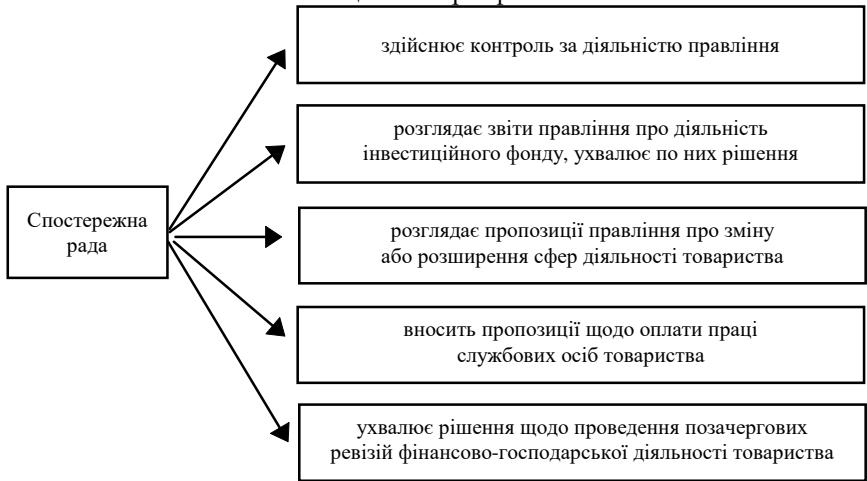 здійснює контроль за діяльністю правління
розглядає звіти правління про діяльність
інвестиційного фонду, ухвалює по них рішення
Спостережна
рада
розглядає пропозиції правління про зміну
або розширення сфер діяльності товариства
вносить пропозиції щодо оплати праці
службових осіб товариства
ухвалює рішення щодо проведення позачергових
ревізій фінансово-господарської діяльності товариства